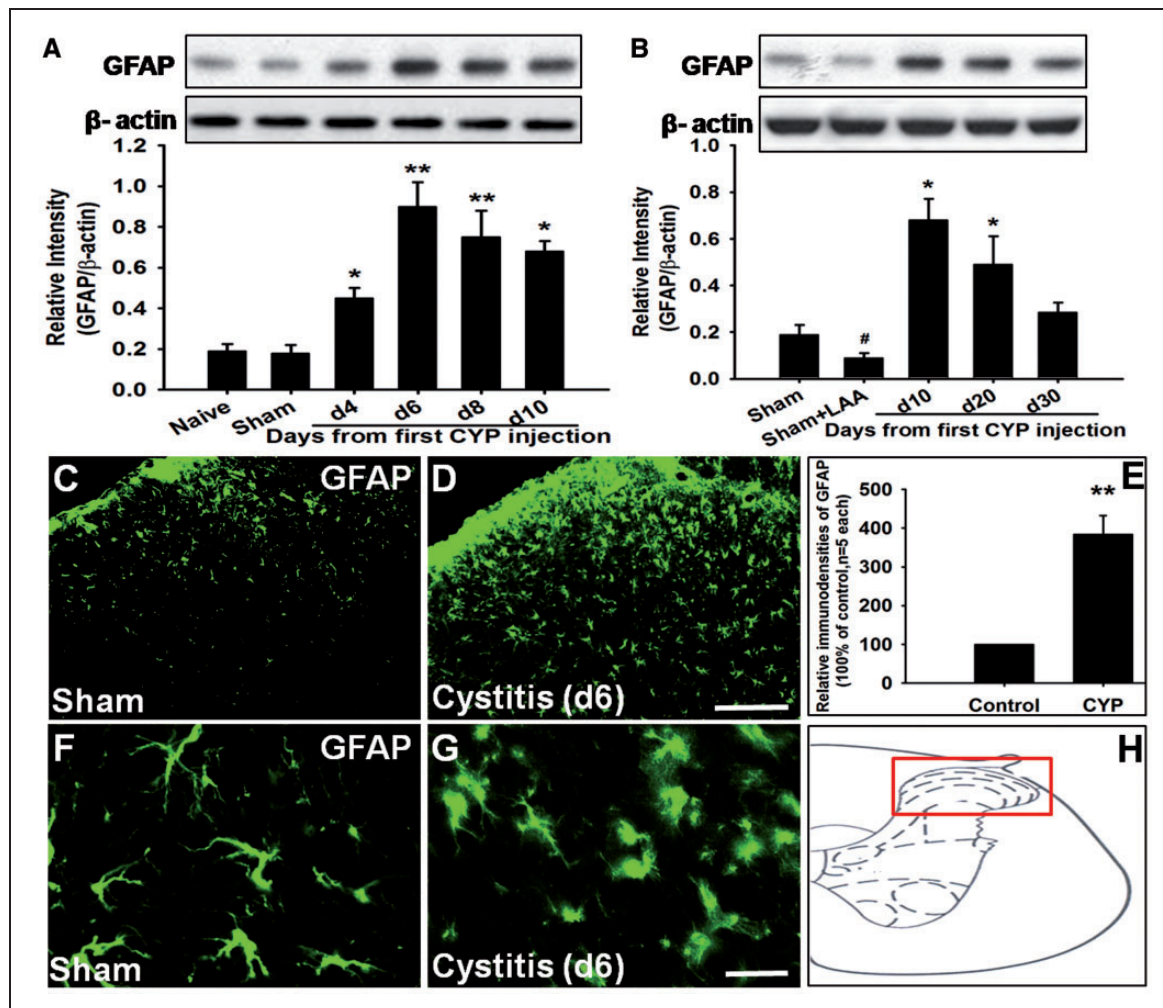 A
GFAP
β- actin
Relative Intensity
(GFAP/β-actin)
1.2
1.0
0.8
0.6
0.4
0.2
0.0
*
**
**
*
Naive
Sham
d4
d6
d8
d10
Days from first CYP injection
B
GFAP
β- actin
Relative Intensity
(GFAP/β-actin)
1.0
0.8
0.6
0.4
0.2
0.0
#
*
*
Sham
Sham+LAA
d10
d20
d30
Days from first CYP injection
C GFAP
Sham
D
Cystitis (d6)
E
Relative immunodensities of GFAP
(100% of control,n=5 each)
500
400
300
200
100
0
**
Control CYP
F GFAP
Sham
G
Cystitis (d6)
H